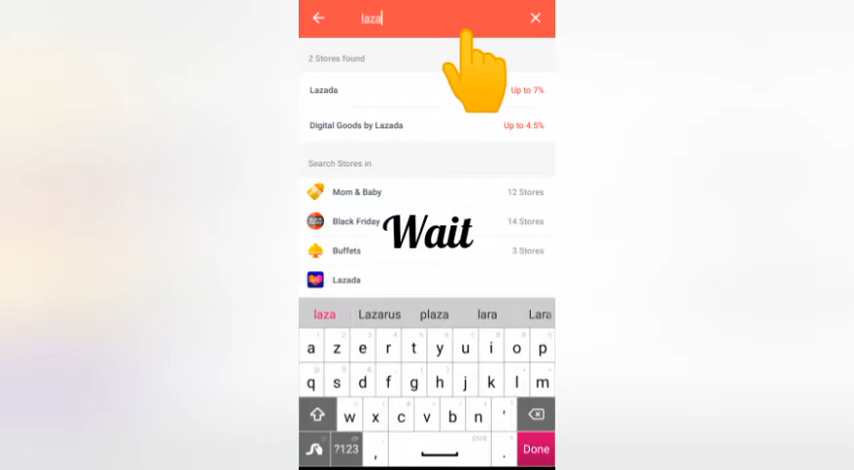 laza
2 Stores found
Lazada Up to 7%
Digital Goods by Lazada Up to 4.5%
Search Stores in
Mom & Baby 12 Stores
Black Friday 14 Stores
Wait
Buffets 3 Stores
Lazada
laza Lazarus plaza lara Lara
a z e r t y u i o p
q s d f g h j k l m
w x c v b n '
?123 , . Done